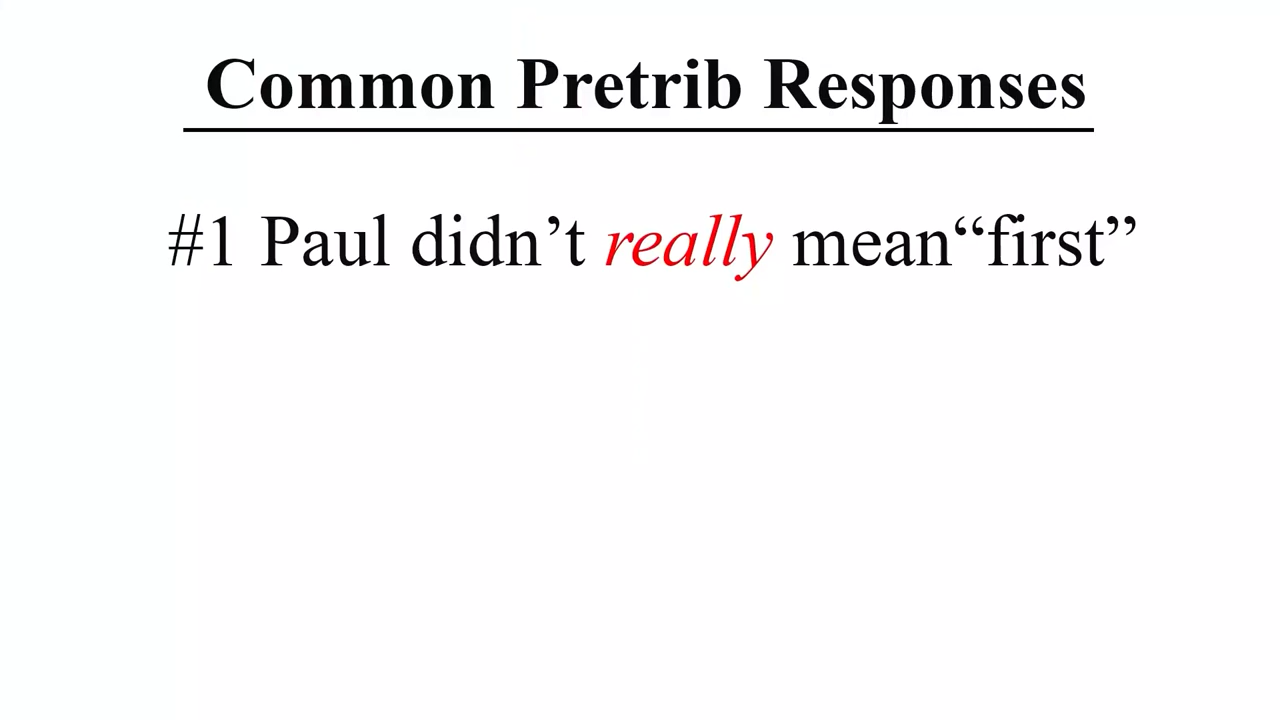 Common Pretrib Responses
#1 Paul didn’t really mean“first”